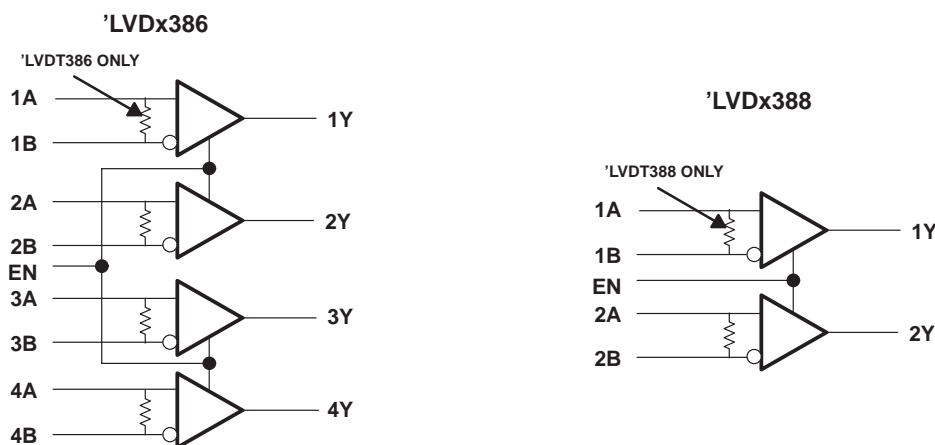 'LVDx386
'LVDT386 ONLY
1A
1Y
1B
2A
2Y
2B
EN
3A
3Y
3B
4A
4Y
4B
'LVDx388
'LVDT388 ONLY
1A
1Y
1B
EN
2A
2Y
2B